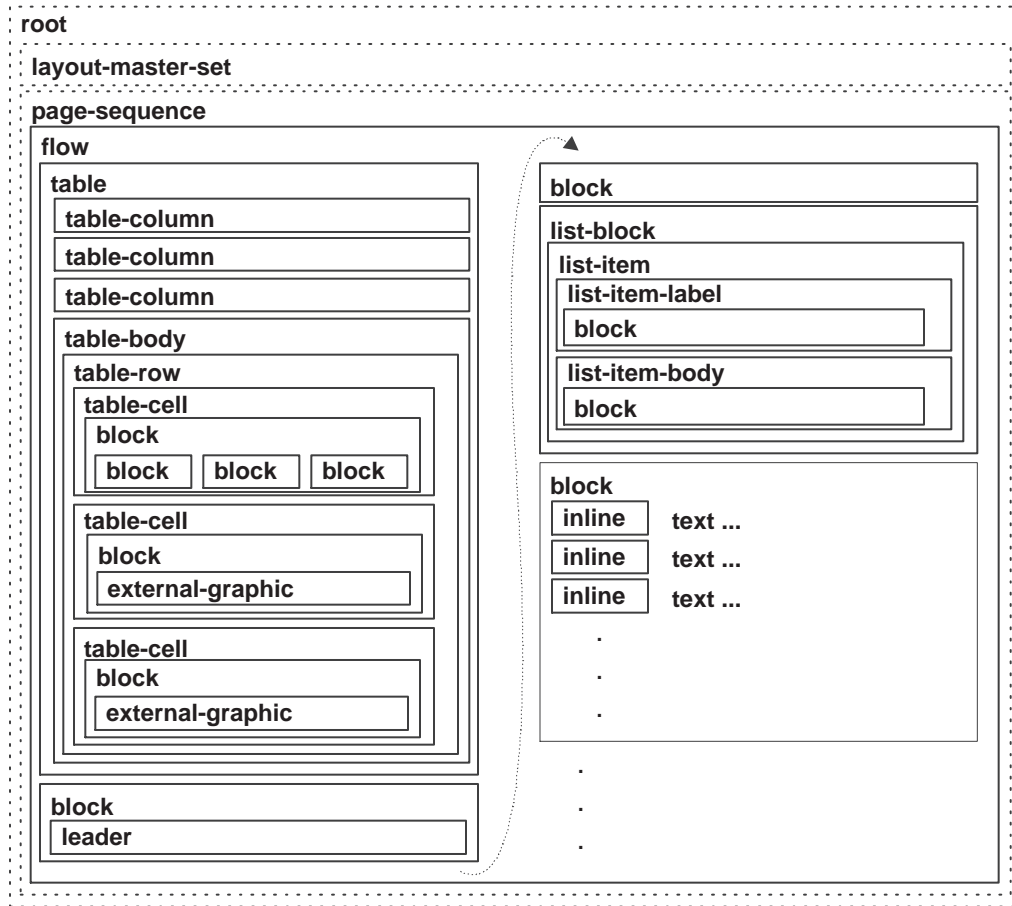 root
layout-master-set
page-sequence
flow
table
table-column
table-column
table-column
table-body
table-row
table-cell
block
block block block
table-cell
block
external-graphic
table-cell
block
external-graphic
block
leader
block
list-block
list-item
list-item-label
block
list-item-body
block
block
inline text ...
inline text ...
inline text ...
.
.
.
.
.
.